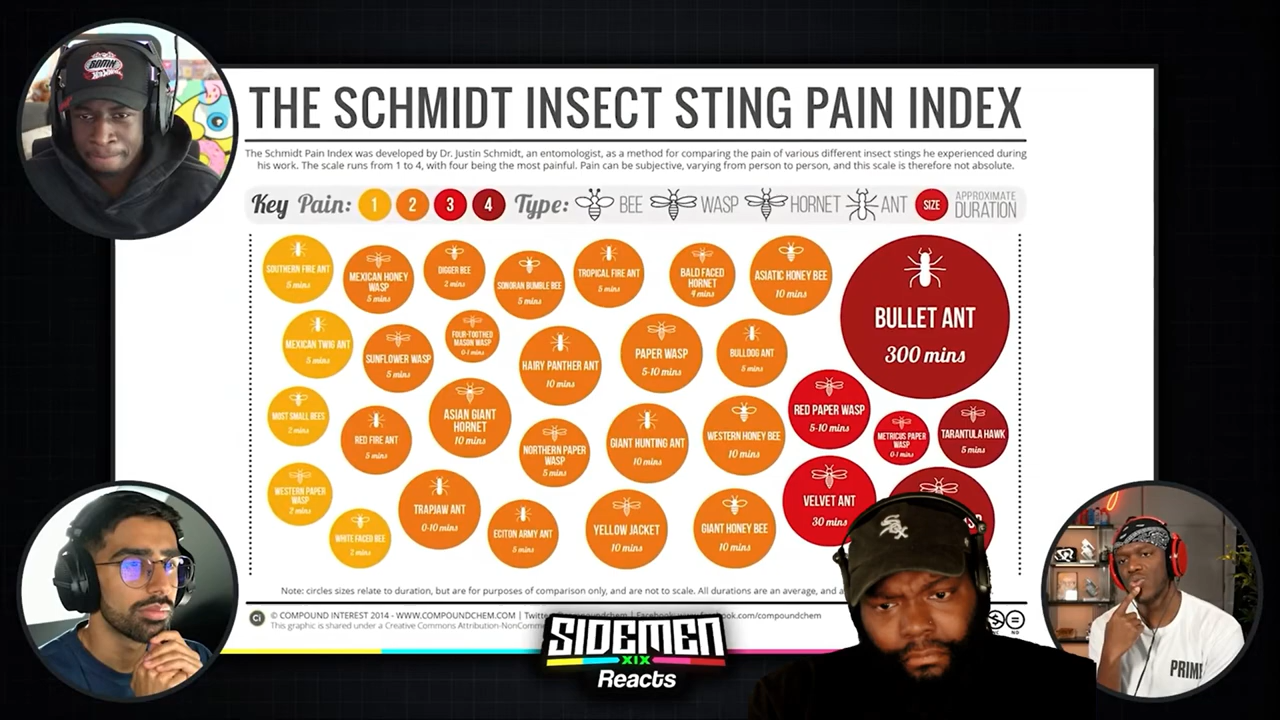 THE SCHMIDT INSECT STING PAIN INDEX
The Schmidt Pain Index was developed by Dr. Justin Schmidt, an entomologist, as a method for comparing the pain of various different insect stings he experienced during
his work. The scale runs from 1 to 4, with four being the most painful. Pain can be subjective, varying from person to person, and this scale is therefore not absolute.
Key Pain: 1 2 3 4 Type: BEE WASP HORNET ANT SIZE APPROXIMATE DURATION
SOUTHERN FIRE ANT
5 mins
MEXICAN HONEY
WASP
5 mins
DIGGER BEE
2 mins
SONORAN BUMBLE BEE
5 mins
TROPICAL FIRE ANT
5 mins
BALD FACED
HORNET
4 mins
ASIATIC HONEY BEE
10 mins
BULLET ANT
300 mins
MEXICAN TWIG ANT
5 mins
SUNFLOWER WASP
5 mins
FOUR-TOOTHED
MASON WASP
0-1 mins
HAIRY PANTHER ANT
10 mins
PAPER WASP
5-10 mins
BULLDOG ANT
5 mins
MOST SMALL BEES
2 mins
RED FIRE ANT
5 mins
ASIAN GIANT
HORNET
10 mins
NORTHERN PAPER
WASP
5 mins
GIANT HUNTING ANT
10 mins
WESTERN HONEY BEE
10 mins
RED PAPER WASP
5-10 mins
METRICUS PAPER
WASP
0-1 mins
TARANTULA HAWK
5 mins
WESTERN PAPER
WASP
2 mins
WHITE FACED BEE
2 mins
TRAPJAW ANT
0-10 mins
ECITON ARMY ANT
5 mins
YELLOW JACKET
10 mins
GIANT HONEY BEE
10 mins
VELVET ANT
30 mins
Note: circles sizes relate to duration, but are for purposes of comparison only, and are not to scale. All durations are an average, and
Ci © COMPOUND INTEREST 2014 - WWW.COMPOUNDCHEM.COM | Facebook: www.facebook.com/compoundchem
This graphic is shared under a Creative Commons
SIDEMEN
XIX
Reacts
PRIME
SOX